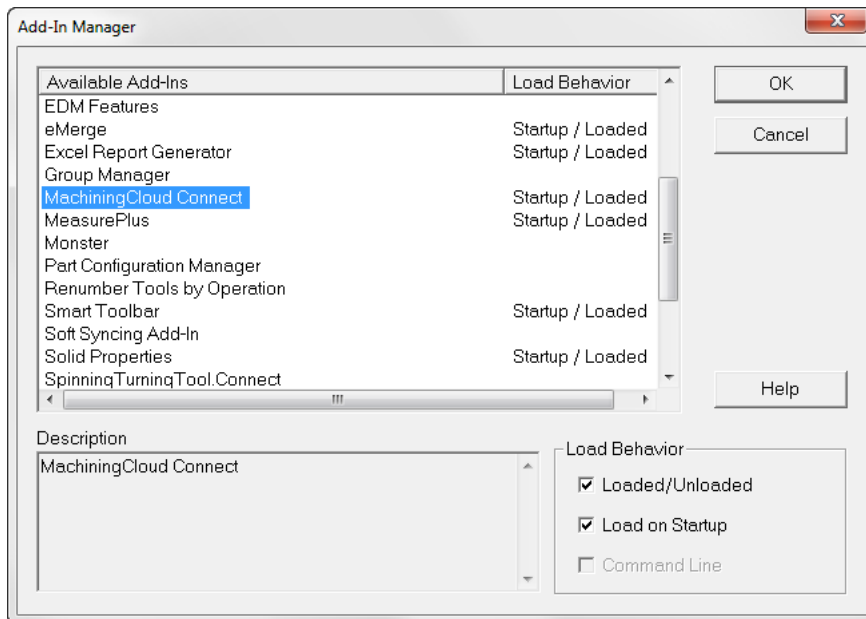 Add-In Manager
Available Add-Ins Load Behavior
EDM Features
eMerge Startup / Loaded
Excel Report Generator Startup / Loaded
Group Manager
MachiningCloud Connect Startup / Loaded
MeasurePlus Startup / Loaded
Monster
Part Configuration Manager
Renumber Tools by Operation
Smart Toolbar Startup / Loaded
Soft Syncing Add-In
Solid Properties Startup / Loaded
SpinningTurningTool.Connect
OK
Cancel
Help
Description
MachiningCloud Connect
Load Behavior
Loaded/Unloaded
Load on Startup
Command Line